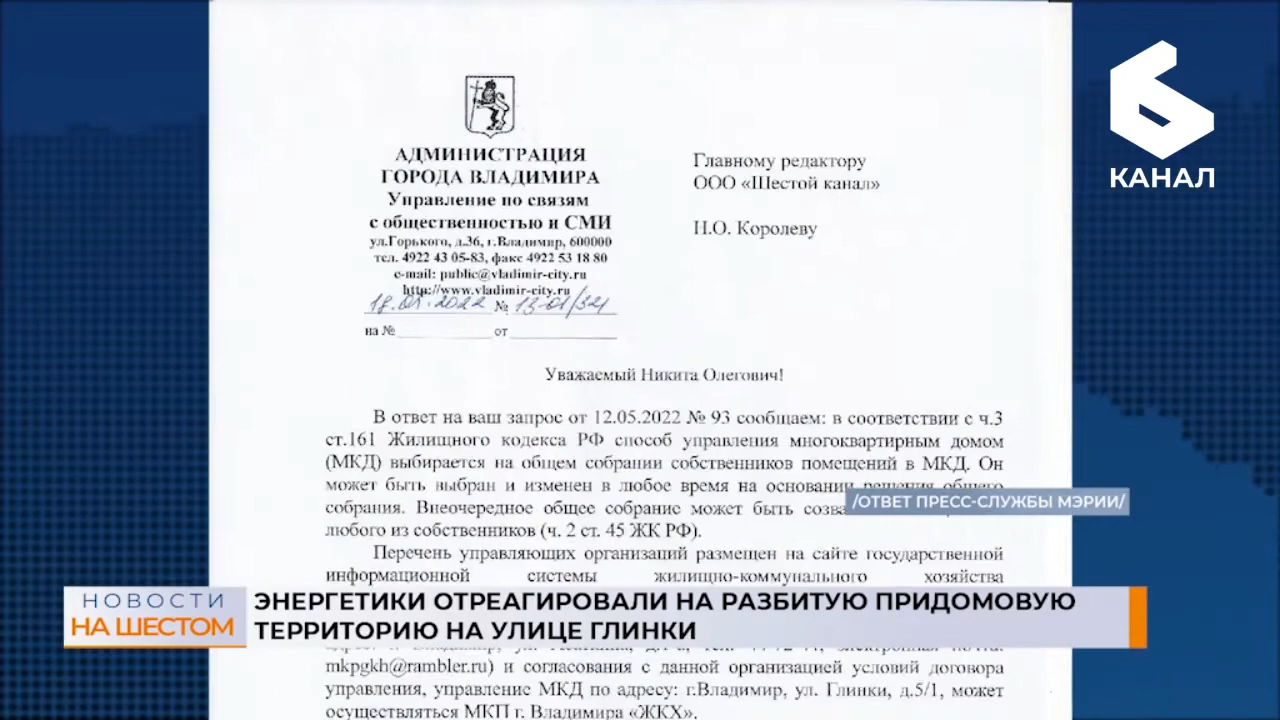 КАНАЛ
АДМИНИСТРАЦИЯ
ГОРОДА ВЛАДИМИРА
Управление по связям
с общественностью и СМИ
ул.Горького, д.36, г.Владимир, 600000
тел. 4922 43 05-83, факс 4922 53 18 80
e-mail: public@vladimir-city.ru
http://www.vladimir-city.ru
№
на № от
Главному редактору
ООО «Шестой канал»
Н.О. Королеву
Уважаемый Никита Олегович!
В ответ на ваш запрос от 12.05.2022 № 93 сообщаем: в соответствии с ч.3
ст.161 Жилищного кодекса РФ способ управления многоквартирным домом
(МКД) выбирается на общем собрании собственников помещений в МКД. Он
может быть выбран и изменен в любое время на основании решения общего
собрания. Внеочередное общее собрание может быть
любого из собственников (ч. 2 ст. 45 ЖК РФ).
/ОТВЕТ ПРЕСС-СЛУЖБЫ МЭРИИ/
Перечень управляющих организаций размещен на сайте государственной
информационной системы жилищно-коммунального хозяйства
НОВОСТИ
НА ШЕСТОМ
ЭНЕРГЕТИКИ ОТРЕАГИРОВАЛИ НА РАЗБИТУЮ ПРИДОМОВУЮ
ТЕРРИТОРИЮ НА УЛИЦЕ ГЛИНКИ
mkpgkh@rambler.ru) и согласования с данной организацией условий договора
управления, управление МКД по адресу: г.Владимир, ул. Глинки, д.5/1, может
осуществляться МКП г. Владимира «ЖКХ».